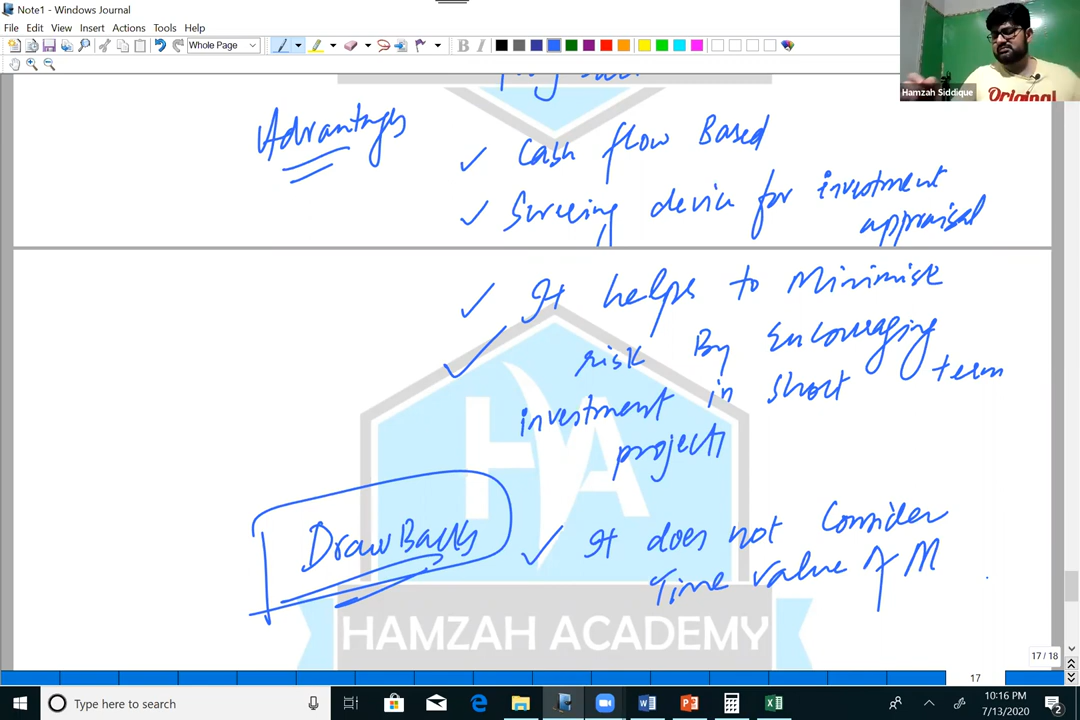 Note1 - Windows Journal
File Edit View Insert Actions Tools Help
Whole Page
B I
Hamzah Siddique
Original
Advantages
Cash flow Based
Screeing device for investment
appraisal
It helps to Minimise
risk By Encouraging
investment in short term
projects
DrawBacks
It does not Consider
Time Value of M
HAMZAH ACADEMY
17 / 18
17
Type here to search
10:16 PM
7/13/2020
2